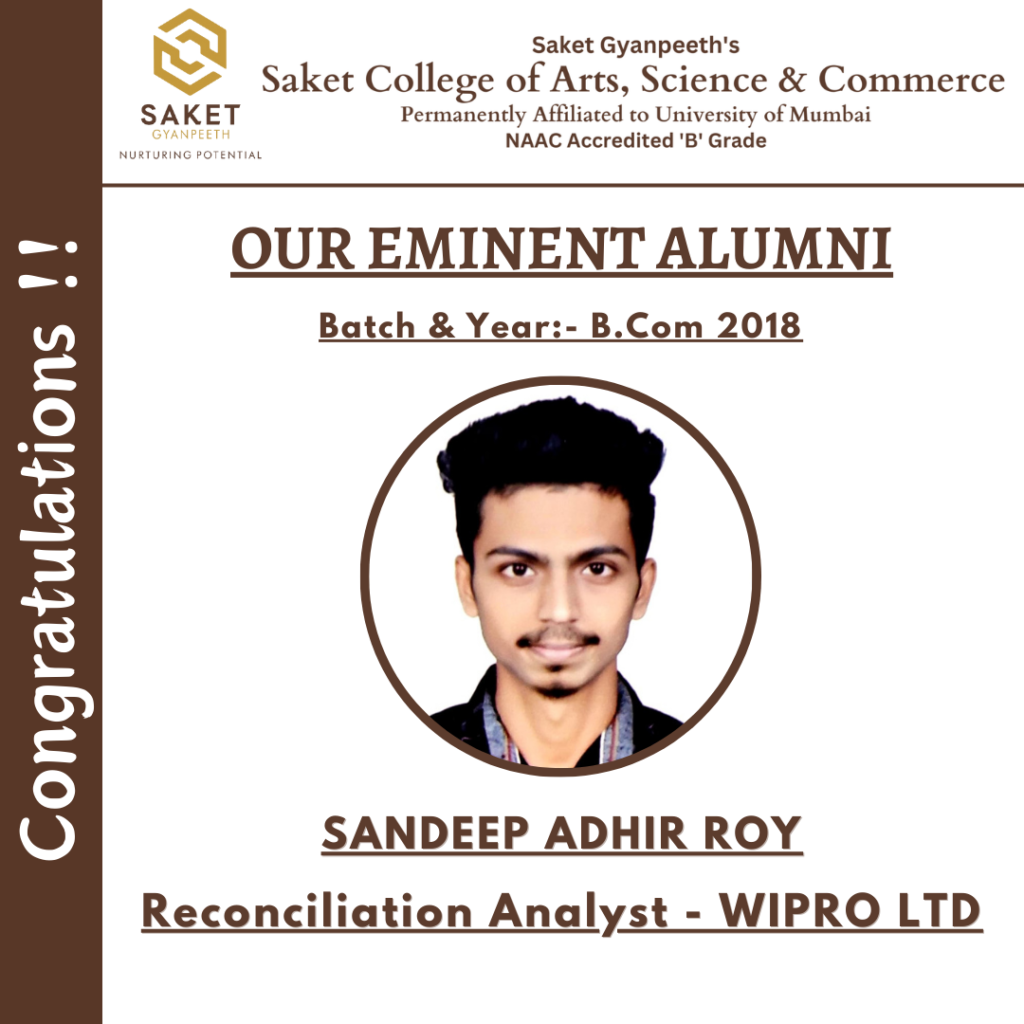 SAKET
GYANPEETH
NURTURING POTENTIAL
Saket Gyanpeeth's
Saket College of Arts, Science & Commerce
Permanently Affiliated to University of Mumbai
NAAC Accredited 'B' Grade
Congratulations !!
OUR EMINENT ALUMNI
Batch & Year:- B.Com 2018
SANDEEP ADHIR ROY
Reconciliation Analyst - WIPRO LTD